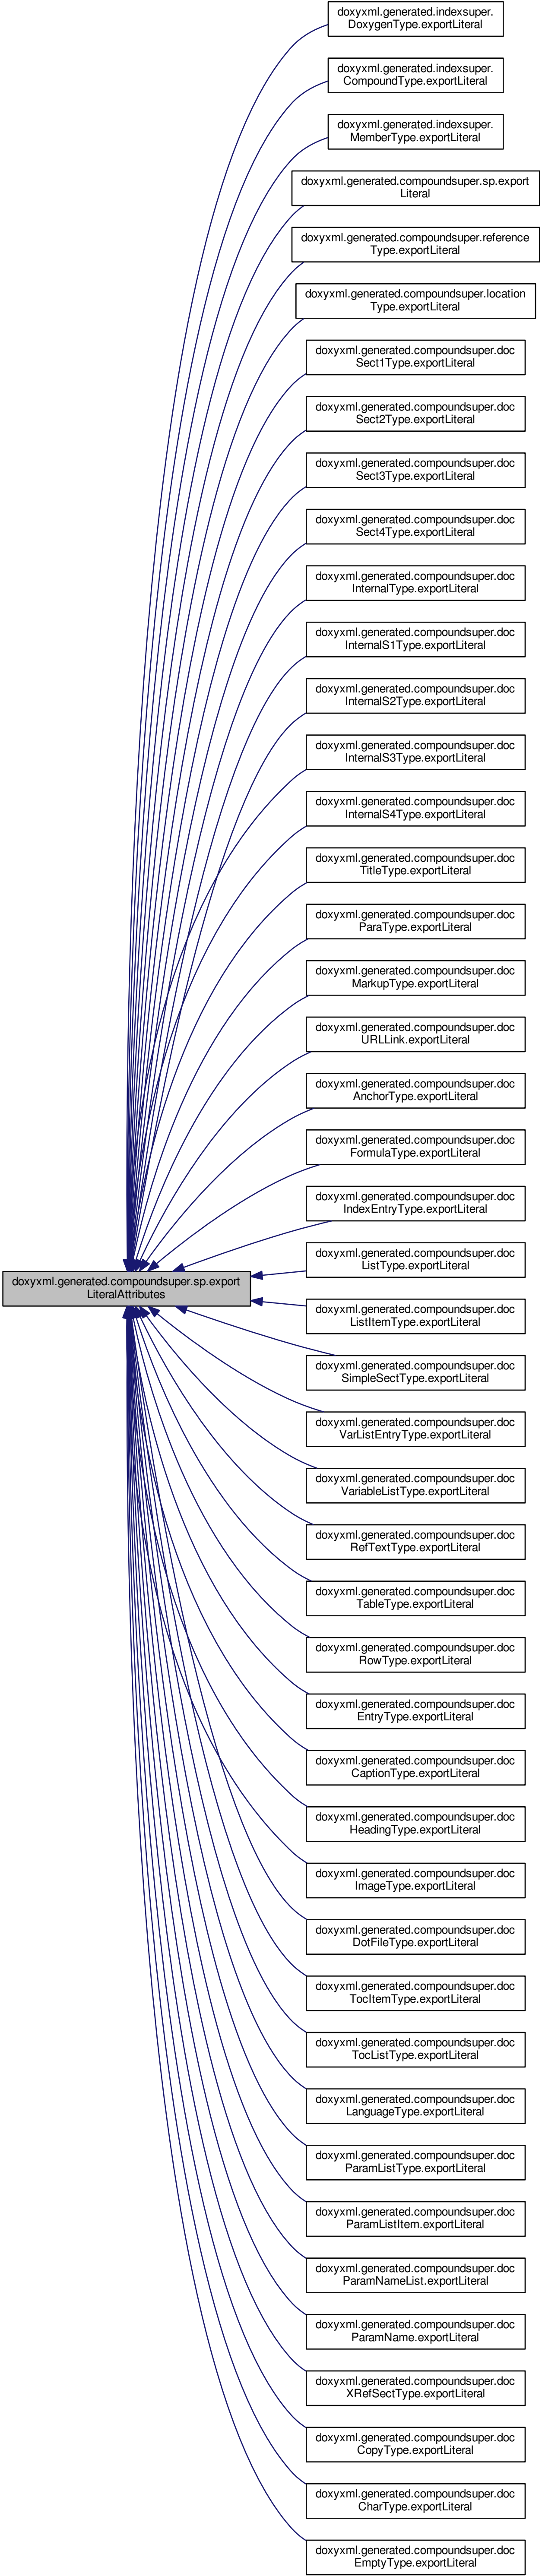 doxyxml.generated.indexsuper.
DoxygenType.exportLiteral
doxyxml.generated.indexsuper.
CompoundType.exportLiteral
doxyxml.generated.indexsuper.
MemberType.exportLiteral
doxyxml.generated.compoundsuper.sp.export
Literal
doxyxml.generated.compoundsuper.reference
Type.exportLiteral
doxyxml.generated.compoundsuper.location
Type.exportLiteral
doxyxml.generated.compoundsuper.doc
Sect1Type.exportLiteral
doxyxml.generated.compoundsuper.doc
Sect2Type.exportLiteral
doxyxml.generated.compoundsuper.doc
Sect3Type.exportLiteral
doxyxml.generated.compoundsuper.doc
Sect4Type.exportLiteral
doxyxml.generated.compoundsuper.doc
InternalType.exportLiteral
doxyxml.generated.compoundsuper.doc
InternalS1Type.exportLiteral
doxyxml.generated.compoundsuper.doc
InternalS2Type.exportLiteral
doxyxml.generated.compoundsuper.doc
InternalS3Type.exportLiteral
doxyxml.generated.compoundsuper.doc
InternalS4Type.exportLiteral
doxyxml.generated.compoundsuper.doc
TitleType.exportLiteral
doxyxml.generated.compoundsuper.doc
ParaType.exportLiteral
doxyxml.generated.compoundsuper.doc
MarkupType.exportLiteral
doxyxml.generated.compoundsuper.doc
URLLink.exportLiteral
doxyxml.generated.compoundsuper.doc
AnchorType.exportLiteral
doxyxml.generated.compoundsuper.doc
FormulaType.exportLiteral
doxyxml.generated.compoundsuper.doc
IndexEntryType.exportLiteral
doxyxml.generated.compoundsuper.doc
ListType.exportLiteral
doxyxml.generated.compoundsuper.sp.export
LiteralAttributes
doxyxml.generated.compoundsuper.doc
ListItemType.exportLiteral
doxyxml.generated.compoundsuper.doc
SimpleSectType.exportLiteral
doxyxml.generated.compoundsuper.doc
VarListEntryType.exportLiteral
doxyxml.generated.compoundsuper.doc
VariableListType.exportLiteral
doxyxml.generated.compoundsuper.doc
RefTextType.exportLiteral
doxyxml.generated.compoundsuper.doc
TableType.exportLiteral
doxyxml.generated.compoundsuper.doc
RowType.exportLiteral
doxyxml.generated.compoundsuper.doc
EntryType.exportLiteral
doxyxml.generated.compoundsuper.doc
CaptionType.exportLiteral
doxyxml.generated.compoundsuper.doc
HeadingType.exportLiteral
doxyxml.generated.compoundsuper.doc
ImageType.exportLiteral
doxyxml.generated.compoundsuper.doc
DotFileType.exportLiteral
doxyxml.generated.compoundsuper.doc
TocItemType.exportLiteral
doxyxml.generated.compoundsuper.doc
TocListType.exportLiteral
doxyxml.generated.compoundsuper.doc
LanguageType.exportLiteral
doxyxml.generated.compoundsuper.doc
ParamListType.exportLiteral
doxyxml.generated.compoundsuper.doc
ParamListItem.exportLiteral
doxyxml.generated.compoundsuper.doc
ParamNameList.exportLiteral
doxyxml.generated.compoundsuper.doc
ParamName.exportLiteral
doxyxml.generated.compoundsuper.doc
XRefSectType.exportLiteral
doxyxml.generated.compoundsuper.doc
CopyType.exportLiteral
doxyxml.generated.compoundsuper.doc
CharType.exportLiteral
doxyxml.generated.compoundsuper.doc
EmptyType.exportLiteral